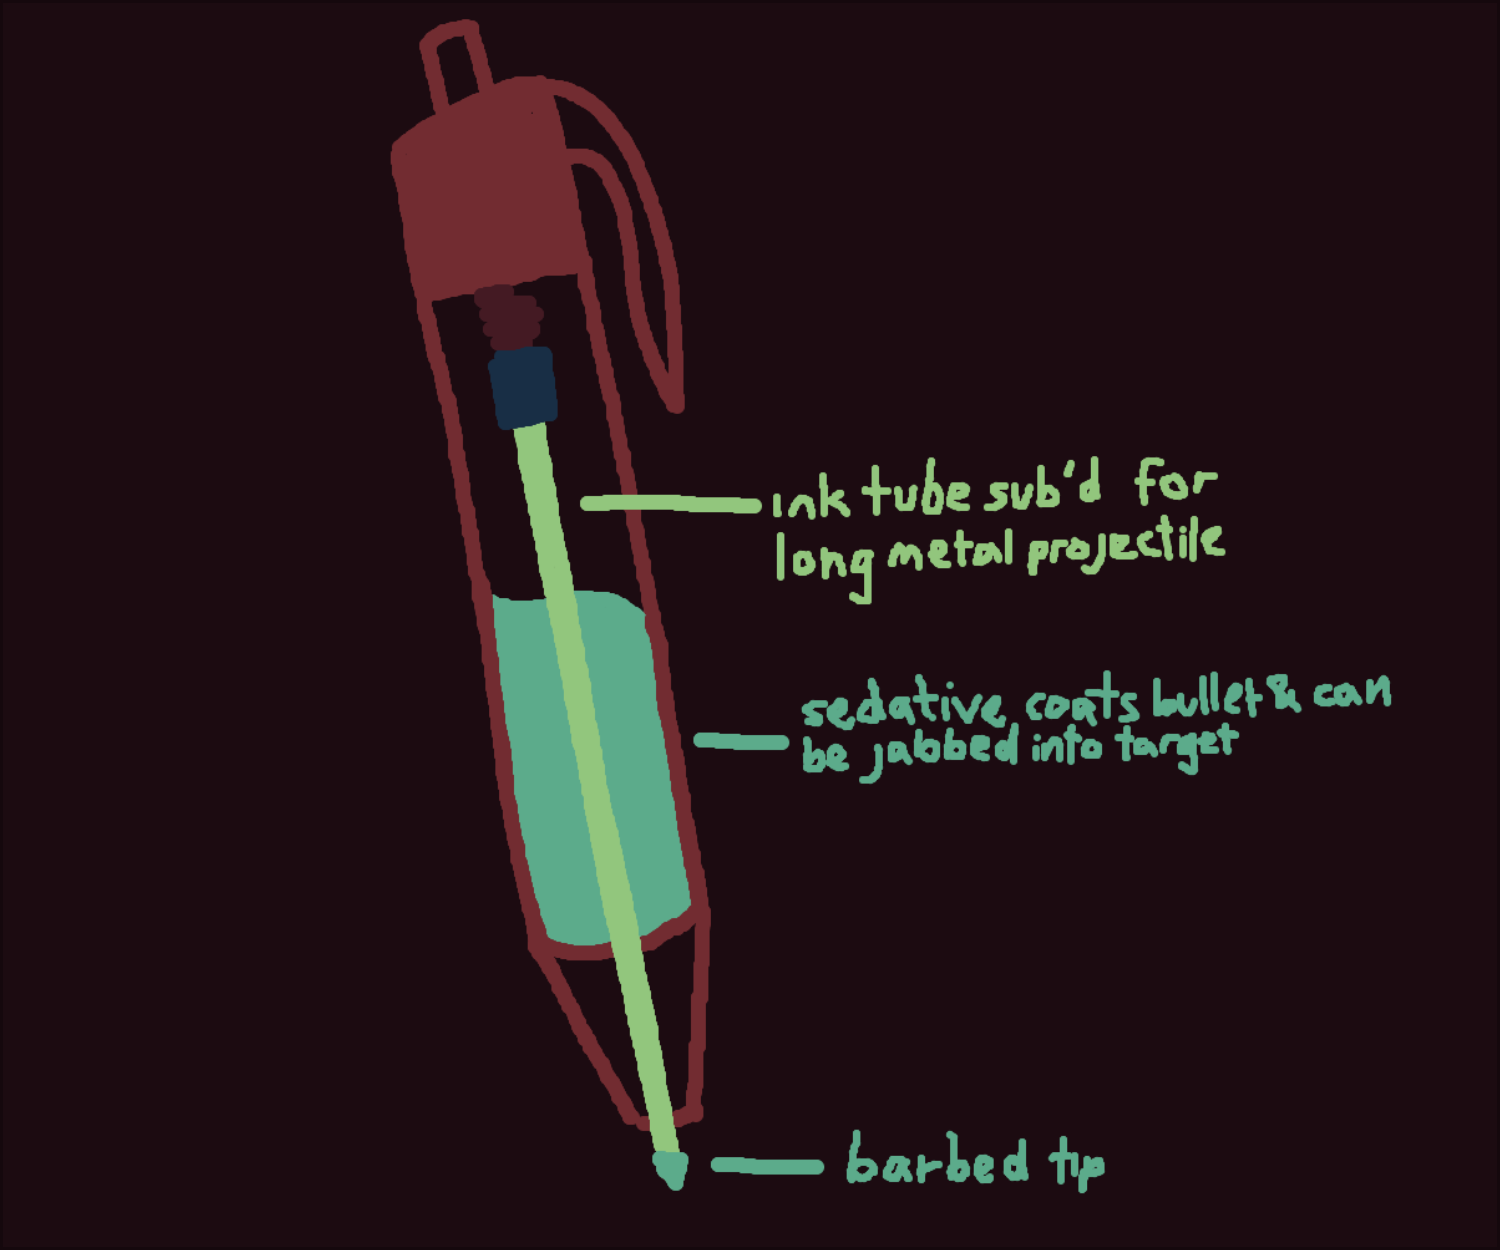 ink tube sub'd for
long metal projectile
sedative coats bullet & can
be jabbed into target
barbed tip